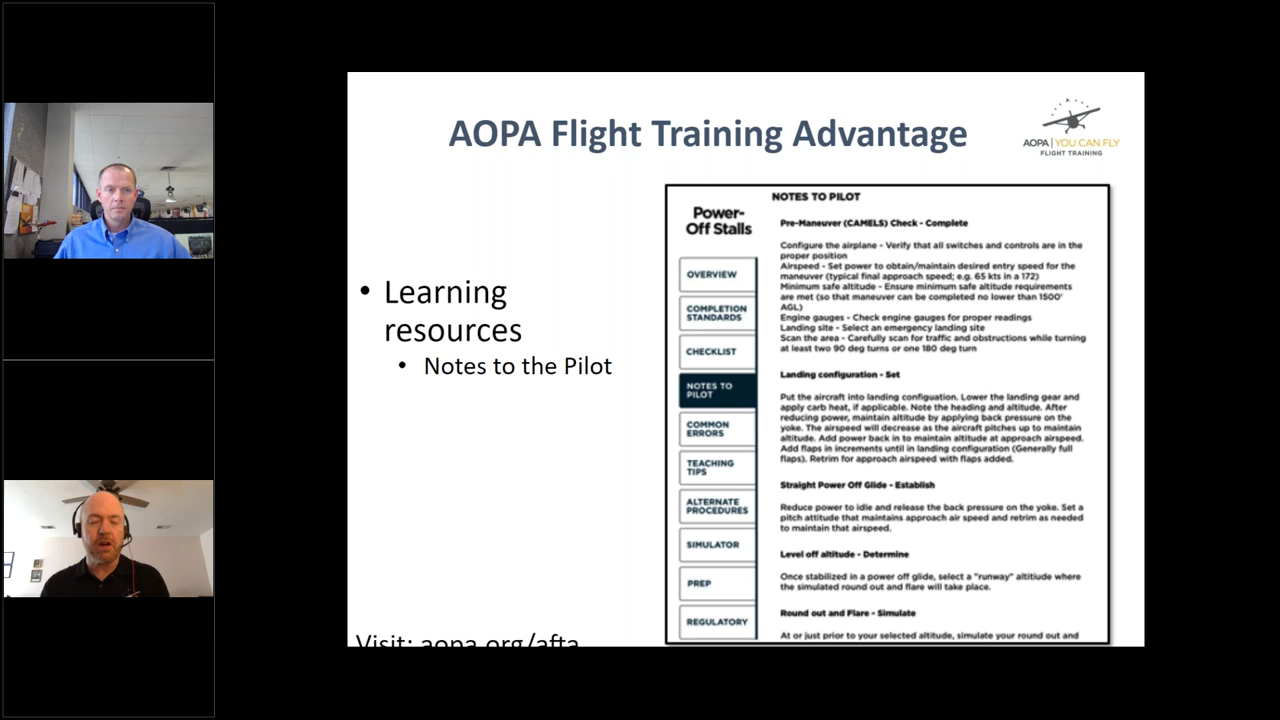 AOPA Flight Training Advantage
AOPA | YOU CAN FLY
FLIGHT TRAINING
• Learning
resources
• Notes to the Pilot
Visit: aopa.org/afta
Power-
Off Stalls
OVERVIEW
COMPLETION
STANDARDS
CHECKLIST
NOTES TO
PILOT
COMMON
ERRORS
TEACHING
TIPS
ALTERNATE
PROCEDURES
SIMULATOR
PREP
REGULATORY
NOTES TO PILOT
Pre-Maneuver (CAMELS) Check - Complete
Configure the airplane - Verify that all switches and controls are in the
proper position
Airspeed - Set power to obtain/maintain desired entry speed for the
maneuver (typical final approach speed; e.g. 65 kts in a 172)
Minimum safe altitude - Ensure minimum safe altitude requirements
are met (so that maneuver can be completed no lower than 1500'
AGL)
Engine gauges - Check engine gauges for proper readings
Landing site - Select an emergency landing site
Scan the area - Carefully scan for traffic and obstructions while turning
at least two 90 deg turns or one 180 deg turn
Landing configuration - Set
Put the aircraft into landing configuation. Lower the landing gear and
apply carb heat, if applicable. Note the heading and altitude. After
reducing power, maintain altitude by applying back pressure on the
yoke. The airspeed will decrease as the aircraft pitches up to maintain
altitude. Add power back in to maintain altitude at approach airspeed.
Add flaps in increments until in landing configuration (Generally full
flaps). Retrim for approach airspeed with flaps added.
Straight Power Off Glide - Establish
Reduce power to idle and release the back pressure on the yoke. Set a
pitch attitude that maintains approach air speed and retrim as needed
to maintain that airspeed.
Level off altitude - Determine
Once stabilized in a power off glide, select a "runway" altitiude where
the simulated round out and flare will take place.
Round out and Flare - Simulate
At or just prior to your selected altitude, simulate your round out and